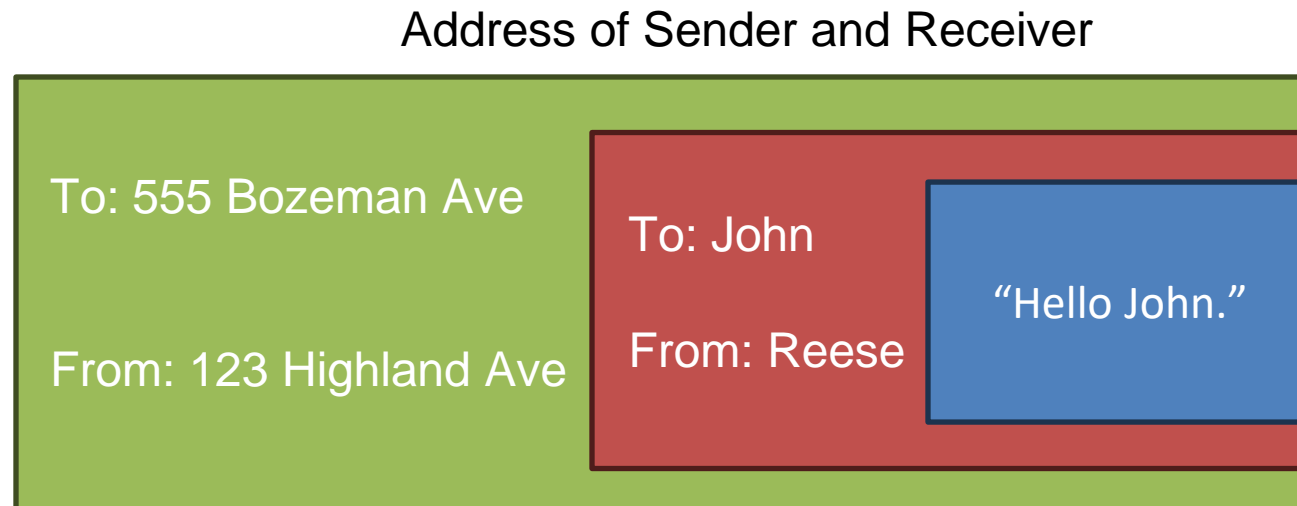 Address of Sender and Receiver
To: 555 Bozeman Ave
From: 123 Highland Ave
To: John
From: Reese
“Hello John.”